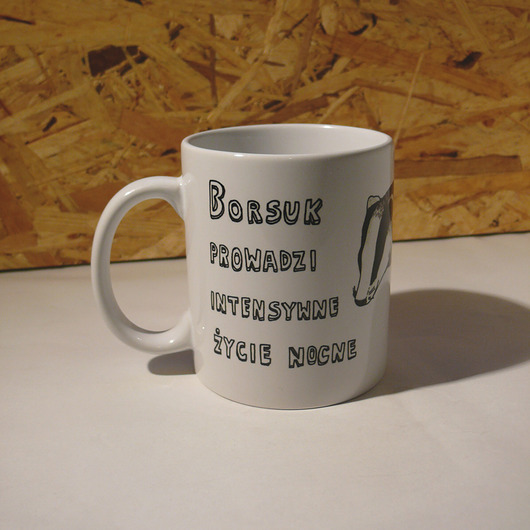 BORSUK
PROWADZI
INTENSYWNE
ŻYCIE NOCNE